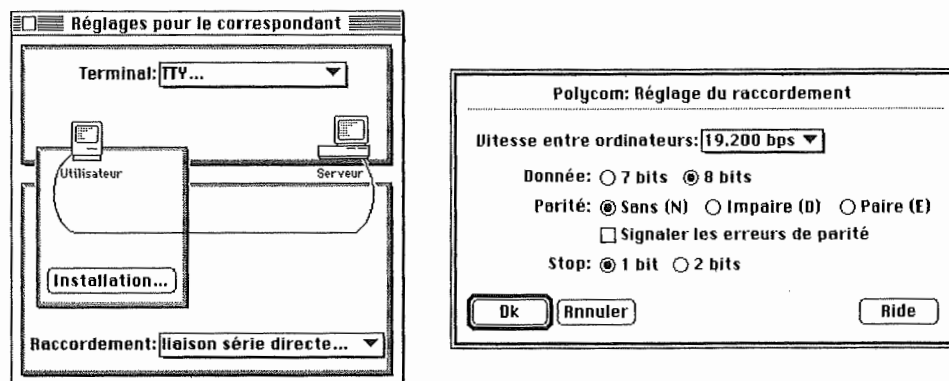 Réglages pour le correspondant
Terminal: TTY...
Utilisateur
Serveur
Installation...
Raccordement: liaison série directe...
Polycom: Réglage du raccordement
Vitesse entre ordinateurs: 19.200 bps
Donnée: 7 bits 8 bits
Parité: Sans (N) Impaire (O) Paire (E)
Signaler les erreurs de parité
Stop: 1 bit 2 bits
Ok Annuler Aide